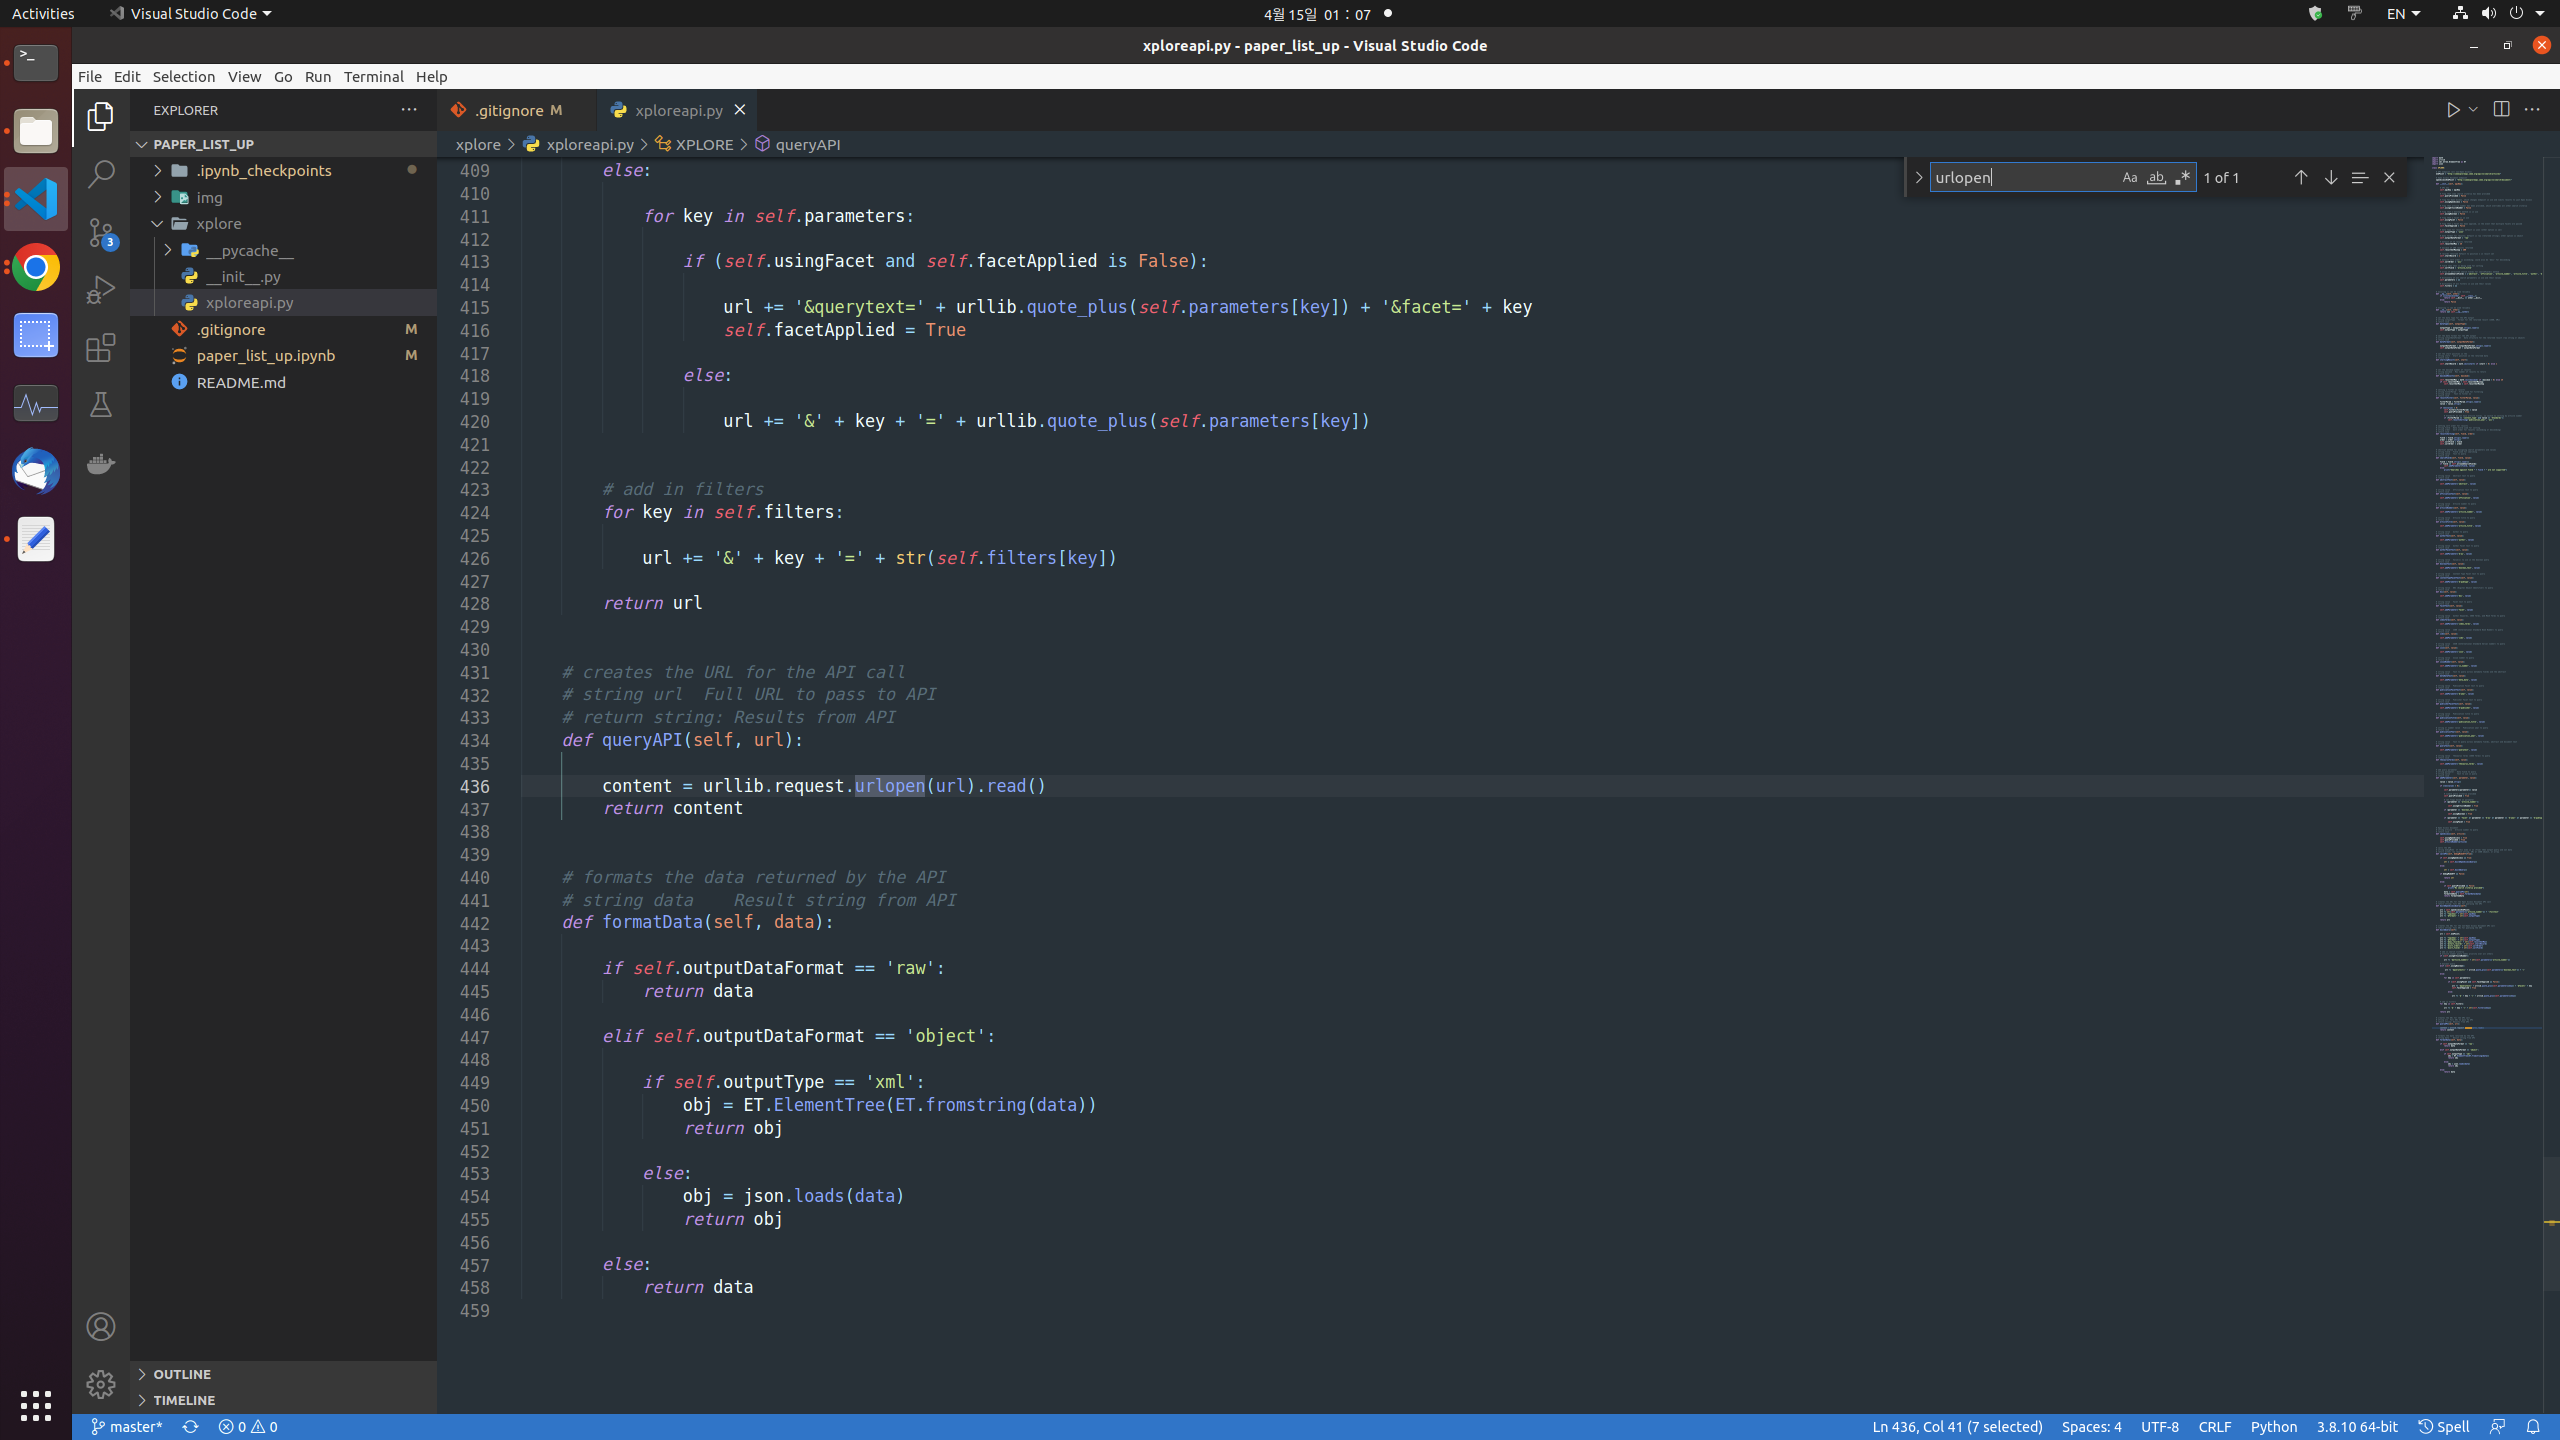 Activities Visual Studio Code 4월 15일 01 : 07 EN
xploreapi.py - paper_list_up - Visual Studio Code
File Edit Selection View Go Run Terminal Help
EXPLORER
PAPER_LIST_UP
.ipynb_checkpoints
img
xplore
__pycache__
__init__.py
xploreapi.py
.gitignore M
paper_list_up.ipynb M
README.md
3
OUTLINE
TIMELINE
.gitignore M xploreapi.py
xplore > xploreapi.py > XPLORE > queryAPI
urlopen Aa ab 1 of 1
409 else:
410
411 for key in self.parameters:
412
413 if (self.usingFacet and self.facetApplied is False):
414
415 url += '&querytext=' + urllib.quote_plus(self.parameters[key]) + '&facet=' + key
416 self.facetApplied = True
417
418 else:
419
420 url += '&' + key + '=' + urllib.quote_plus(self.parameters[key])
421
422
423 # add in filters
424 for key in self.filters:
425
426 url += '&' + key + '=' + str(self.filters[key])
427
428 return url
429
430
431 # creates the URL for the API call
432 # string url  Full URL to pass to API
433 # return string: Results from API
434 def queryAPI(self, url):
435
436 content = urllib.request.urlopen(url).read()
437 return content
438
439
440 # formats the data returned by the API
441 # string data    Result string from API
442 def formatData(self, data):
443
444 if self.outputDataFormat == 'raw':
445 return data
446
447 elif self.outputDataFormat == 'object':
448
449 if self.outputType == 'xml':
450 obj = ET.ElementTree(ET.fromstring(data))
451 return obj
452
453 else:
454 obj = json.loads(data)
455 return obj
456
457 else:
458 return data
459
master* 0 0 Ln 436, Col 41 (7 selected) Spaces: 4 UTF-8 CRLF Python 3.8.10 64-bit Spell